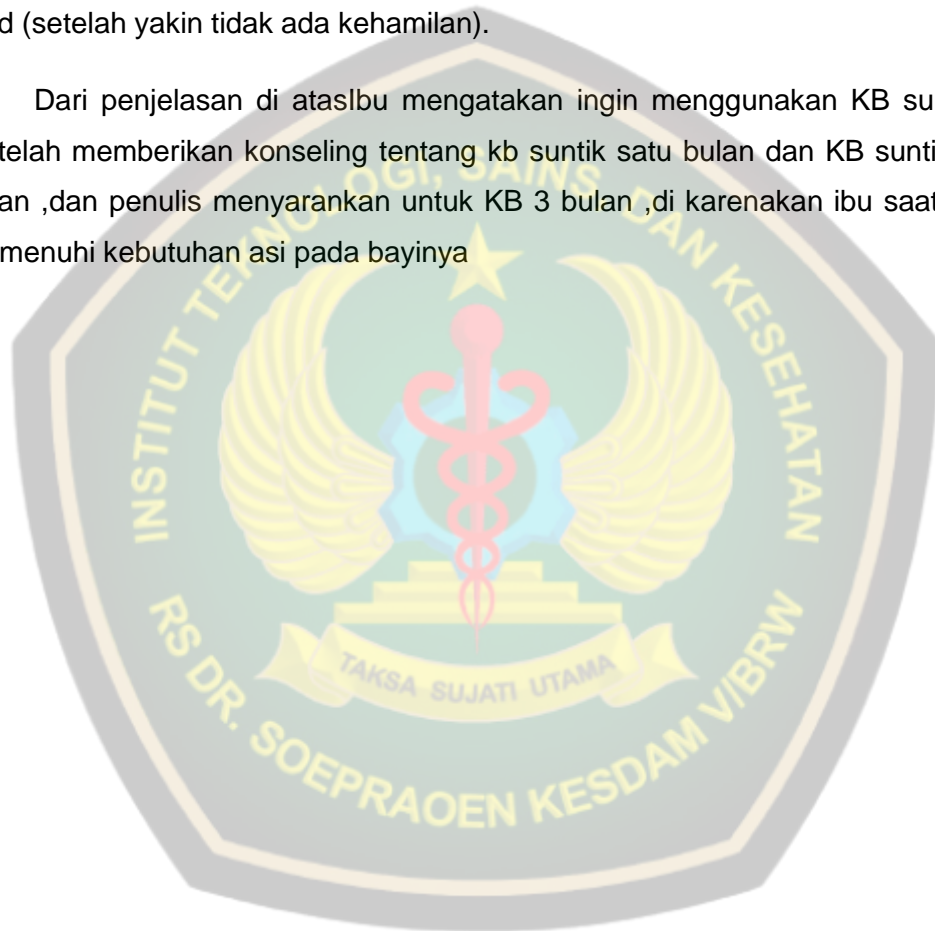 d (setelah yakin tidak ada kehamilan).
Dari penjelasan di atasIbu mengatakan ingin menggunakan KB su
telah memberikan konseling tentang kb suntik satu bulan dan KB sunti
an ,dan penulis menyarankan untuk KB 3 bulan ,di karenakan ibu saat
menuhi kebutuhan asi pada bayinya
INSTITUT TEKNOLOGI, SAINS, DAN KESEHATAN
TAKSA SUJATI UTAMA
RS DR. SOEPRAOEN KESDAM V/BRW